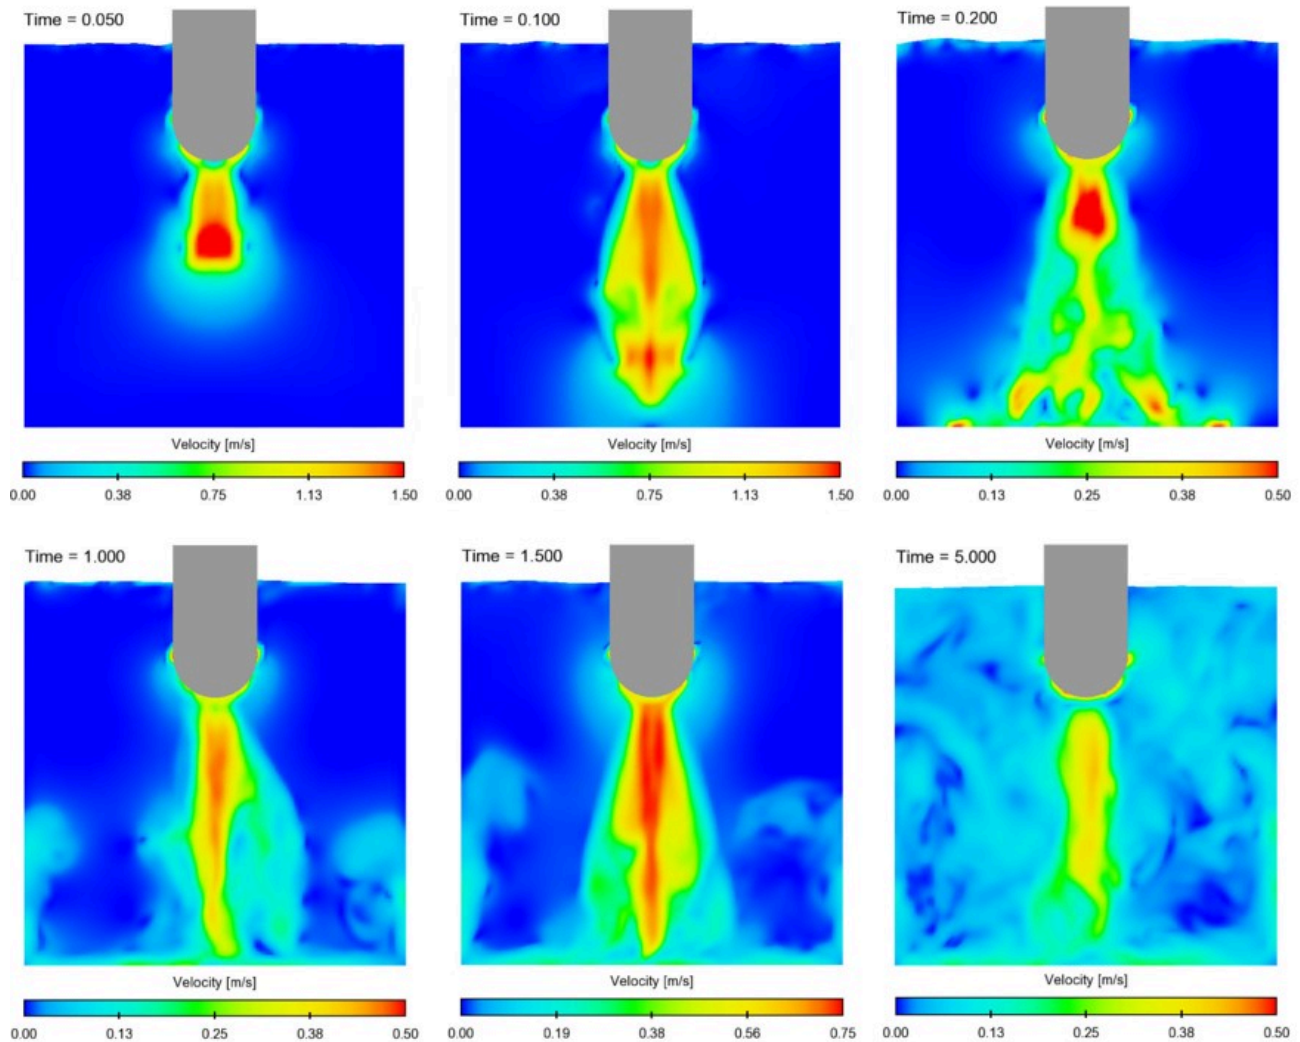 Time = 0.050
Time = 0.100
Time = 0.200
Velocity [m/s]
0.00 0.38 0.75 1.13 1.50
Velocity [m/s]
0.00 0.38 0.75 1.13 1.50
Velocity [m/s]
0.00 0.13 0.25 0.38 0.50
Time = 1.000
Time = 1.500
Time = 5.000
Velocity [m/s]
0.00 0.13 0.25 0.38 0.50
Velocity [m/s]
0.00 0.19 0.38 0.56 0.75
Velocity [m/s]
0.00 0.13 0.25 0.38 0.50